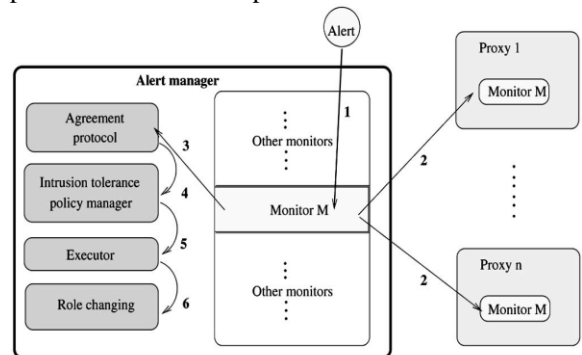 Alert
Alert manager
Agreement
protocol
Intrusion tolerance
policy manager
Executor
Role changing
3
4
5
6
1
Other monitors
Monitor M
Other monitors
2
2
Proxy 1
Monitor M
Proxy n
Monitor M